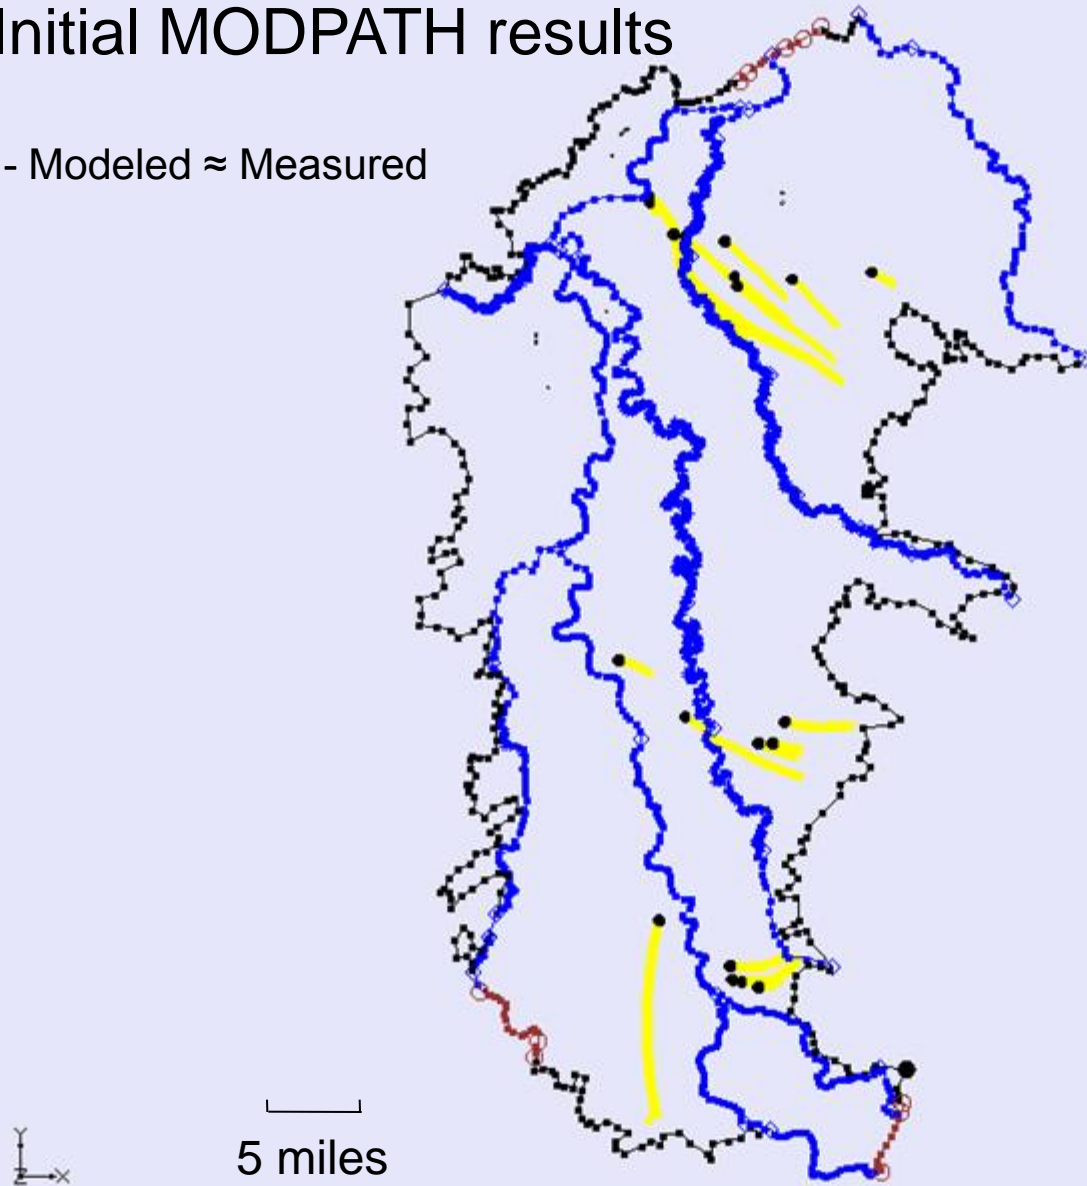 Initial MODPATH results
- Modeled ≈ Measured
5 miles
Y
Z X